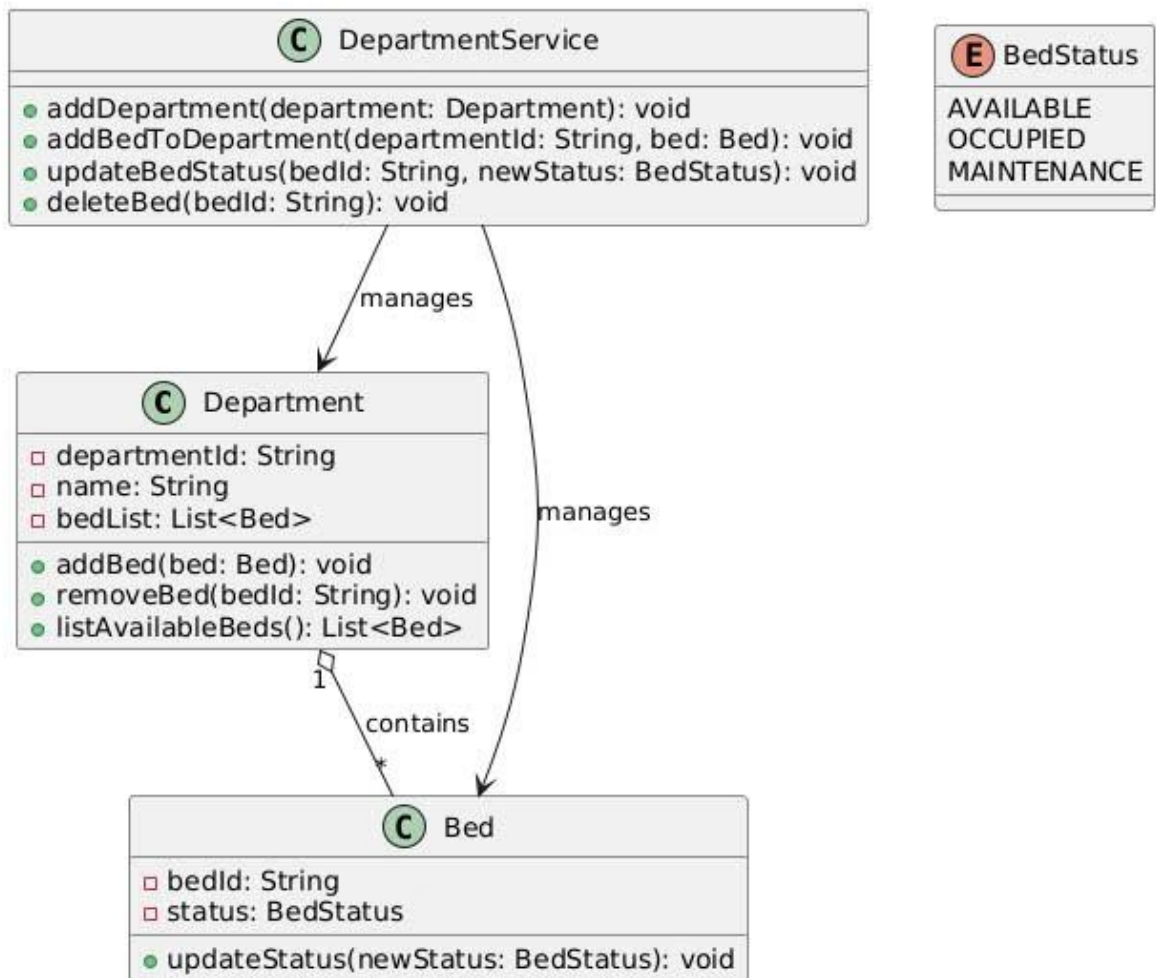 C DepartmentService
+ addDepartment(department: Department): void
+ addBedToDepartment(departmentId: String, bed: Bed): void
+ updateBedStatus(bedId: String, newStatus: BedStatus): void
+ deleteBed(bedId: String): void
E BedStatus
AVAILABLE
OCCUPIED
MAINTENANCE
manages
C Department
departmentId: String
name: String
bedList: List<Bed>
addBed(bed: Bed): void
removeBed(bedId: String): void
listAvailableBeds(): List<Bed>
manages
1
contains
*
C Bed
bedId: String
status: BedStatus
updateStatus(newStatus: BedStatus): void